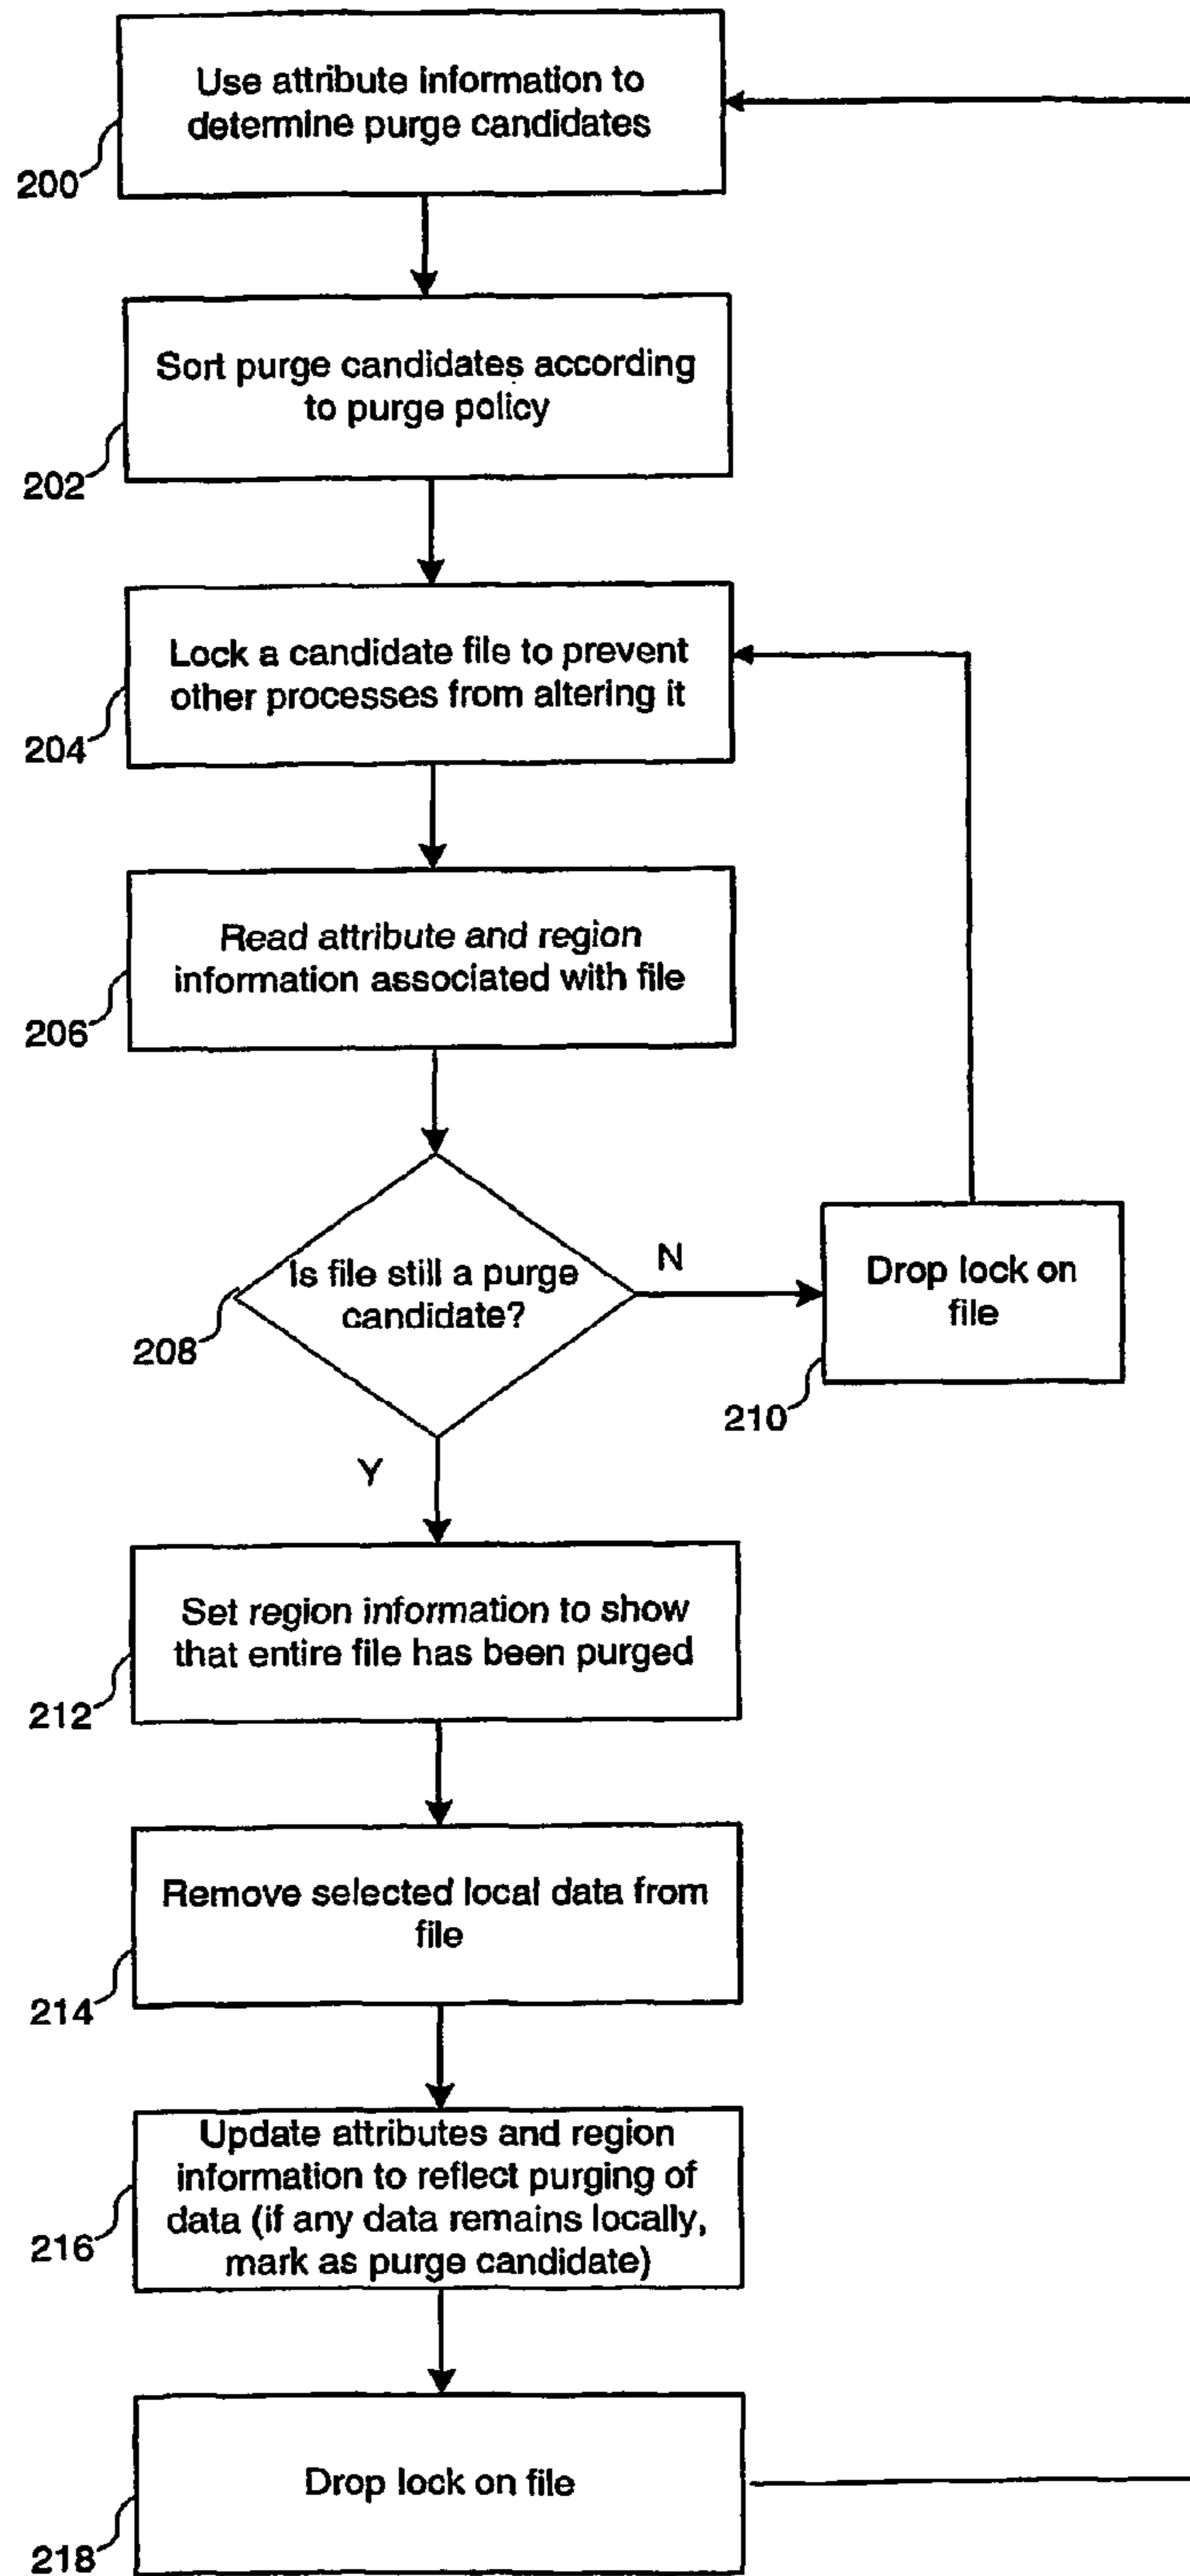 Use attribute information to
determine purge candidates
200
Sort purge candidates according
to purge policy
202
Lock a candidate file to prevent
other processes from altering it
204
Read attribute and region
information associated with file
206
Is file still a purge
candidate?
208
N
Drop lock on
file
210
Y
Set region information to show
that entire file has been purged
212
Remove selected local data from
file
214
Update attributes and region
information to reflect purging of
data (if any data remains locally,
mark as purge candidate)
216
Drop lock on file
218